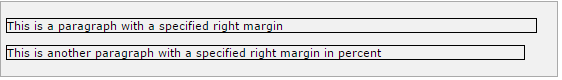 This is a paragraph with a specified right margin
This is another paragraph with a specified right margin in percent